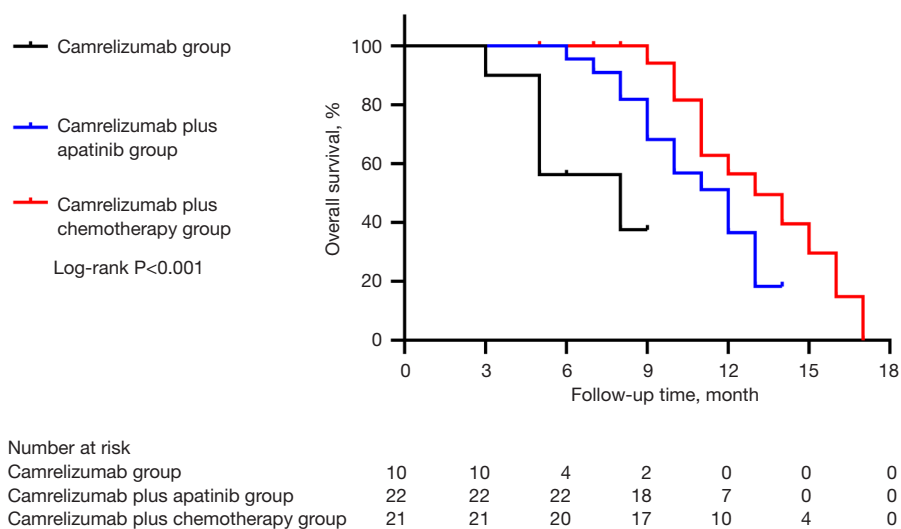 Camrelizumab group
Camrelizumab plus
apatinib group
Camrelizumab plus
chemotherapy group
Log-rank P<0.001
Overall survival, %
100
80
60
40
20
0
0 3 6 9 12 15 18
Follow-up time, month
Number at risk
Camrelizumab group 10 10 4 2 0 0 0
Camrelizumab plus apatinib group 22 22 22 18 7 0 0
Camrelizumab plus chemotherapy group 21 21 20 17 10 4 0